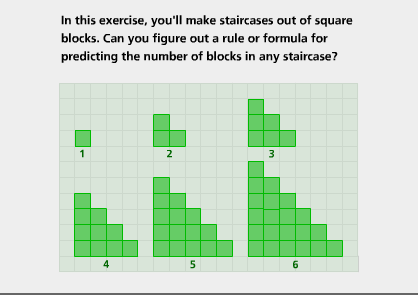 In this exercise, you'll make staircases out of square
blocks. Can you figure out a rule or formula for
predicting the number of blocks in any staircase?
1 2 3
4 5 6